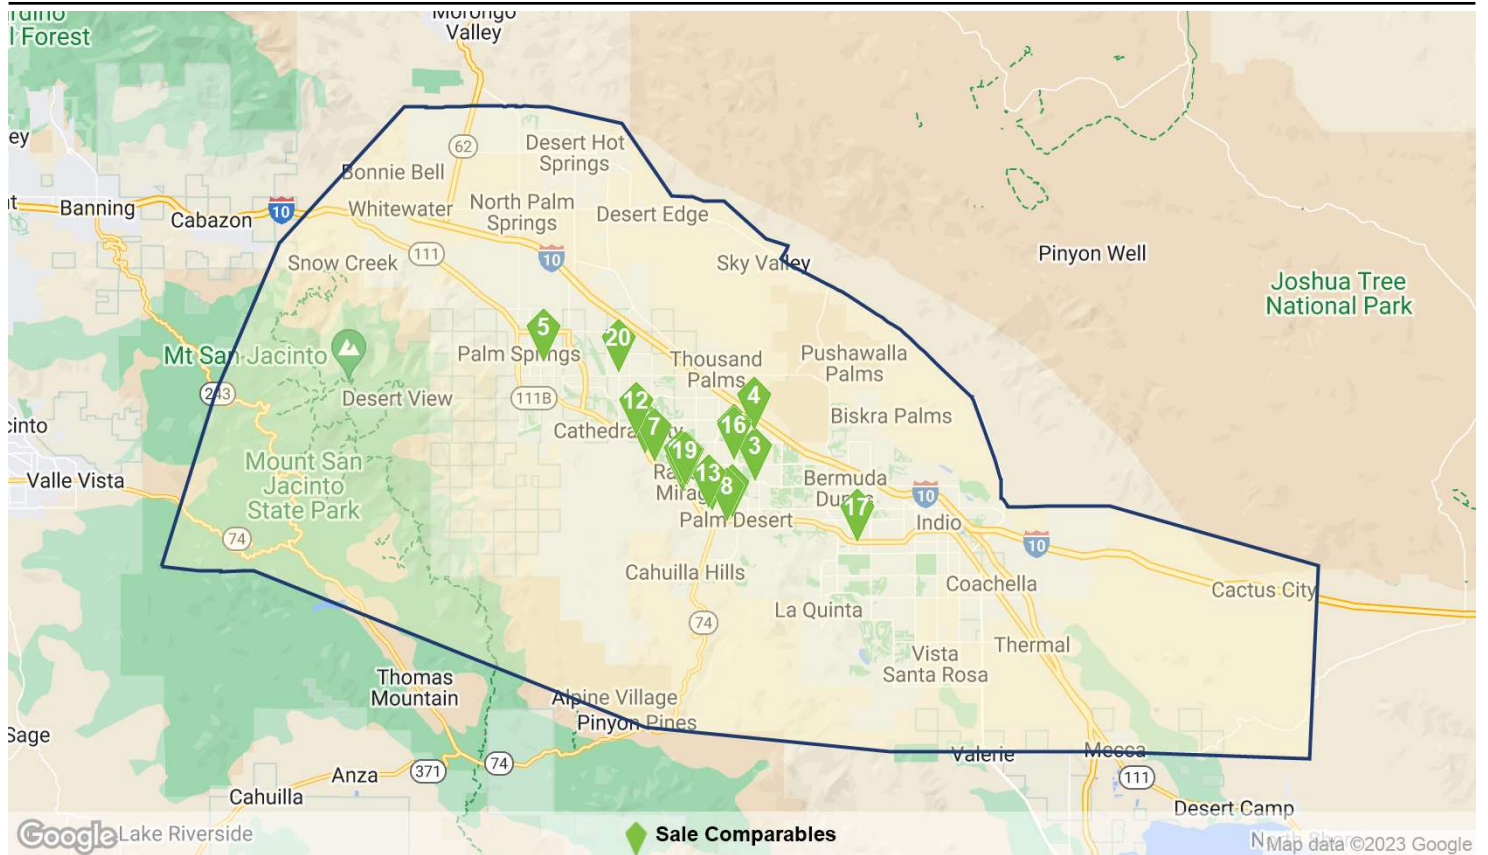 Morongo
Valley
l Forest
ey
62
Desert Hot
Springs
Bonnie Bell
Banning
Cabazon
10
Whitewater
North Palm
Springs
Desert Edge
111
10
Snow Creek
Sky Valley
Pinyon Well
Joshua Tree
National Park
5
20
Mt San Jacinto
Palm Springs
Thousand
Palms
Pushawalla
Palms
243
Desert View
111B
12
4
Biskra Palms
cinto
Cathedral City
7
16
3
19
Valle Vista
Mount San
Jacinto
State Park
13
8
Bermuda
Dunes
10
17
Palm Desert
Indio
74
10
Cahuilla Hills
Coachella
Cactus City
La Quinta
74
Thermal
Vista
Santa Rosa
Thomas
Mountain
Alpine Village
Pinyon Pines
Sage
Valerie
Mecca
Anza
371
74
111
Cahuilla
Desert Camp
Google
Lake Riverside
Sale Comparables
Map data ©2023 Google